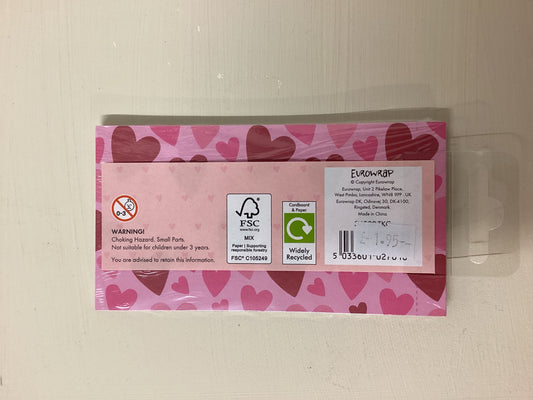 0-3
WARNING!
Choking Hazard. Small Parts.
Not suitable for children under 3 years.
You are advised to retain this information.
FSC
www.fsc.org
MIX
Paper | Supporting
responsible forestry
FSC® C105249
Cardboard
& Paper
Widely
Recycled
EUROWRAP
© Copyright Eurowrap
Eurowrap, Unit 2 Pikelaw Place,
West Pimbo, Lancashire, WN8 9PP . UK
Eurowrap-DK, Odinsvej 30, DK-4100,
Ringsted, Denmark
Made in China
£1.95